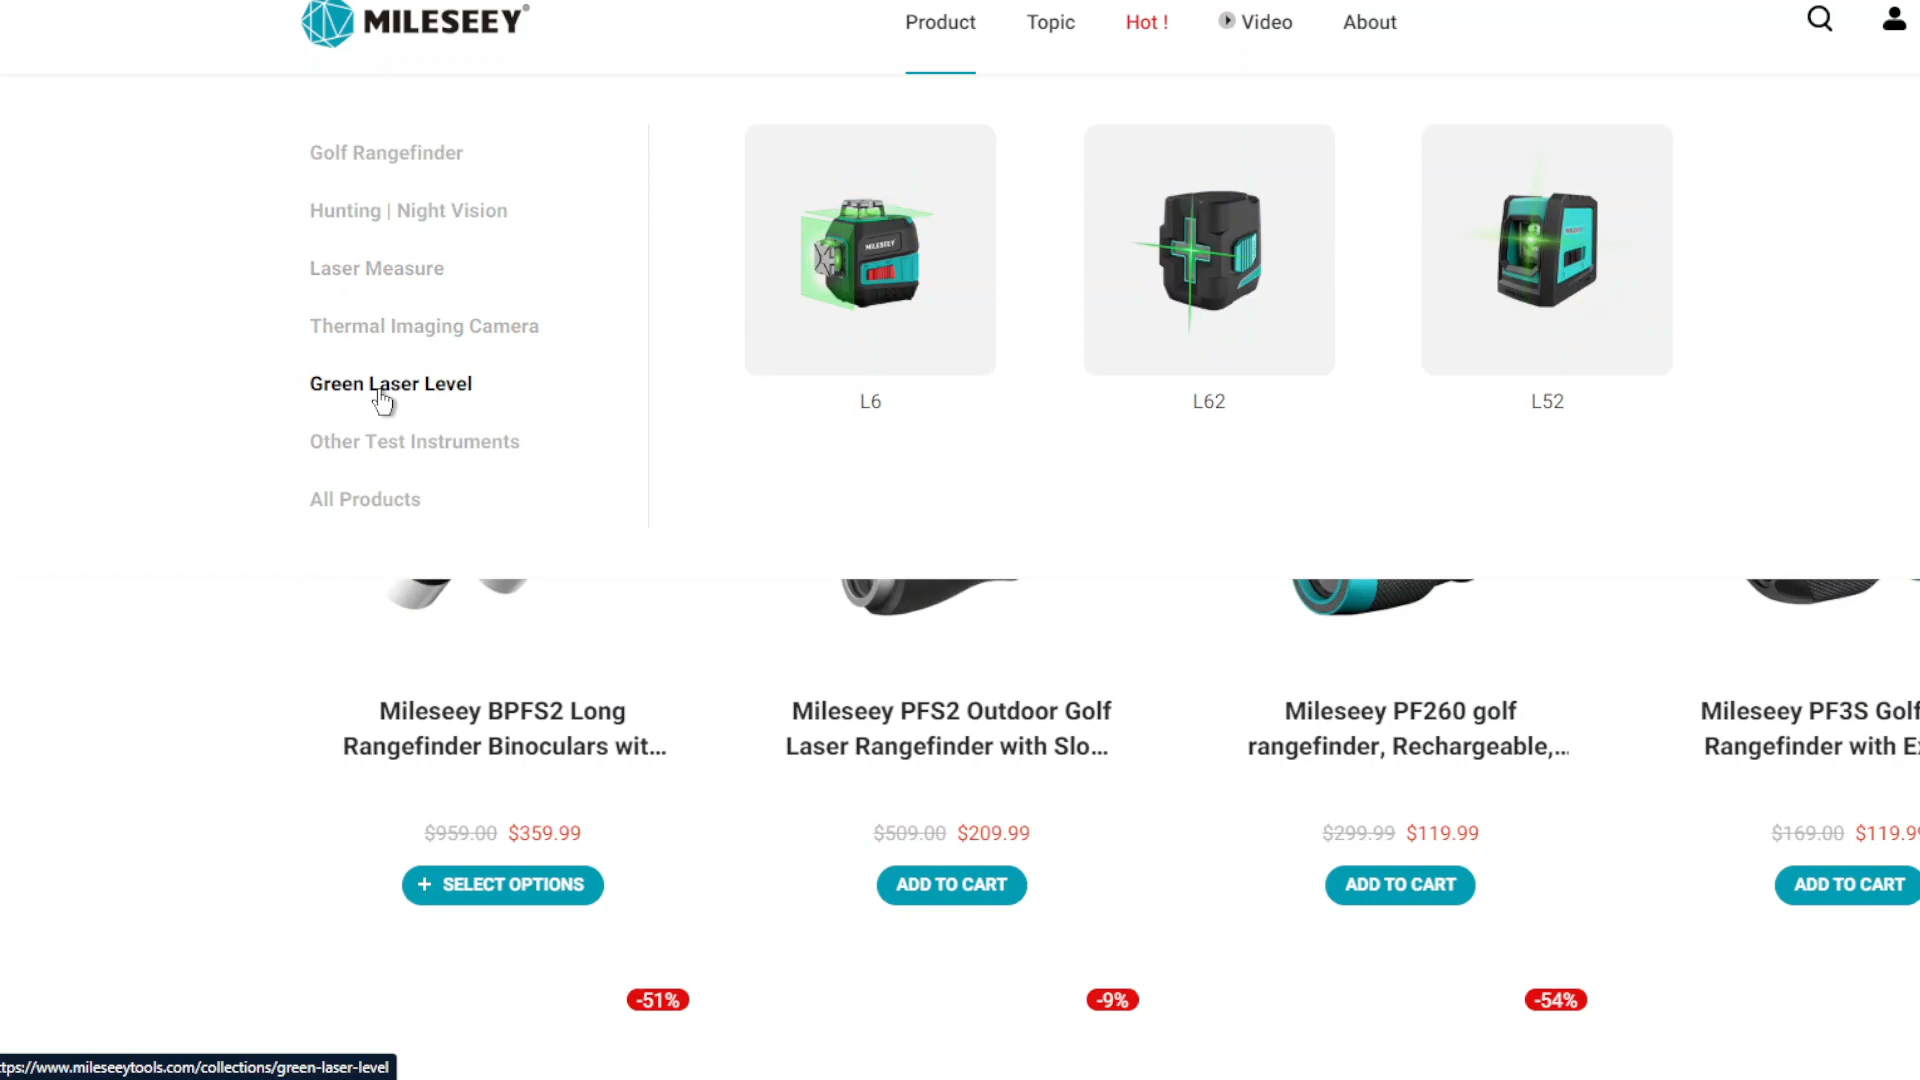 MILESEEY®
Product
Topic
Hot !
Video
About
Golf Rangefinder
Hunting | Night Vision
Laser Measure
Thermal Imaging Camera
Green Laser Level
Other Test Instruments
All Products
MILESEEY
L6
L62
L52
Mileseey BPFS2 Long
Rangefinder Binoculars wit...
$959.00 $359.99
+ SELECT OPTIONS
Mileseey PFS2 Outdoor Golf
Laser Rangefinder with Slo...
$509.00 $209.99
ADD TO CART
Mileseey PF260 golf
rangefinder, Rechargeable,...
$299.99 $119.99
ADD TO CART
Mileseey PF3S Golf
Rangefinder with E
$169.00 $119.99
ADD TO CART
-51%
-9%
-54%
tps://www.mileseeytools.com/collections/green-laser-level